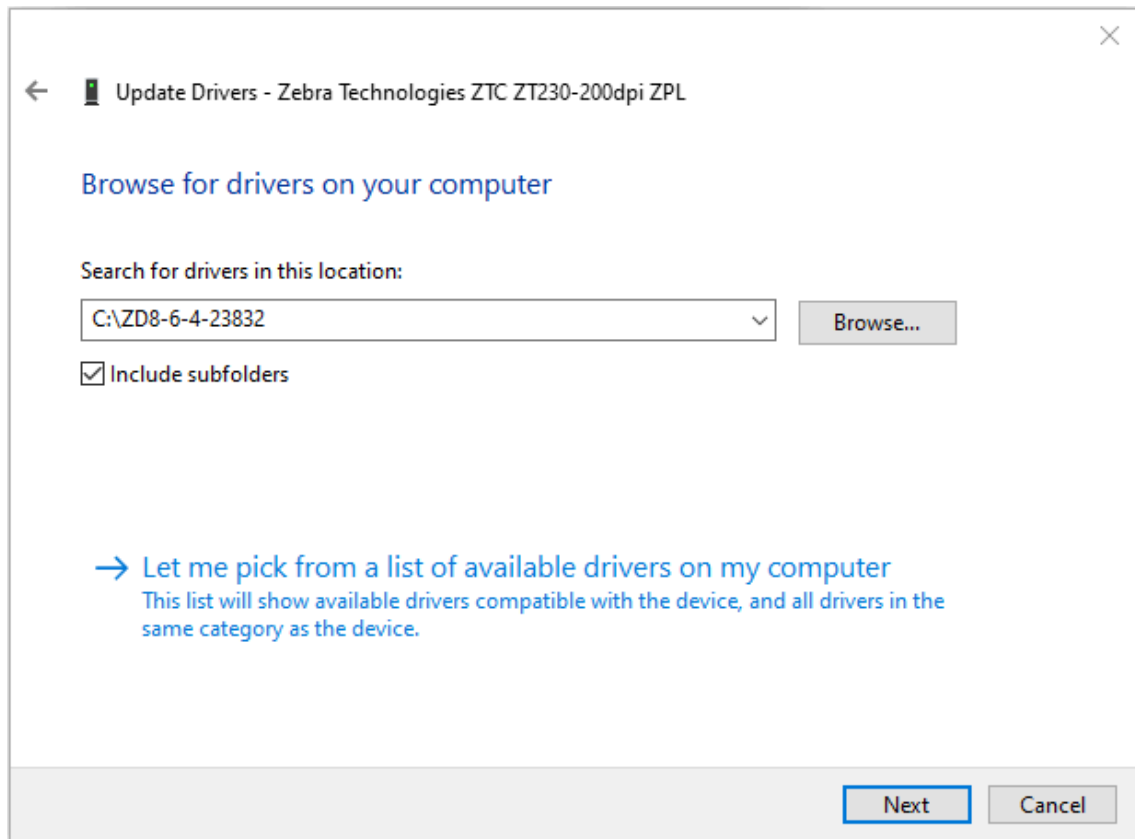 Update Drivers - Zebra Technologies ZTC ZT230-200dpi ZPL
Browse for drivers on your computer
Search for drivers in this location:
C:\ZD8-6-4-23832
Browse...
Include subfolders
Let me pick from a list of available drivers on my computer
This list will show available drivers compatible with the device, and all drivers in the
same category as the device.
Next
Cancel